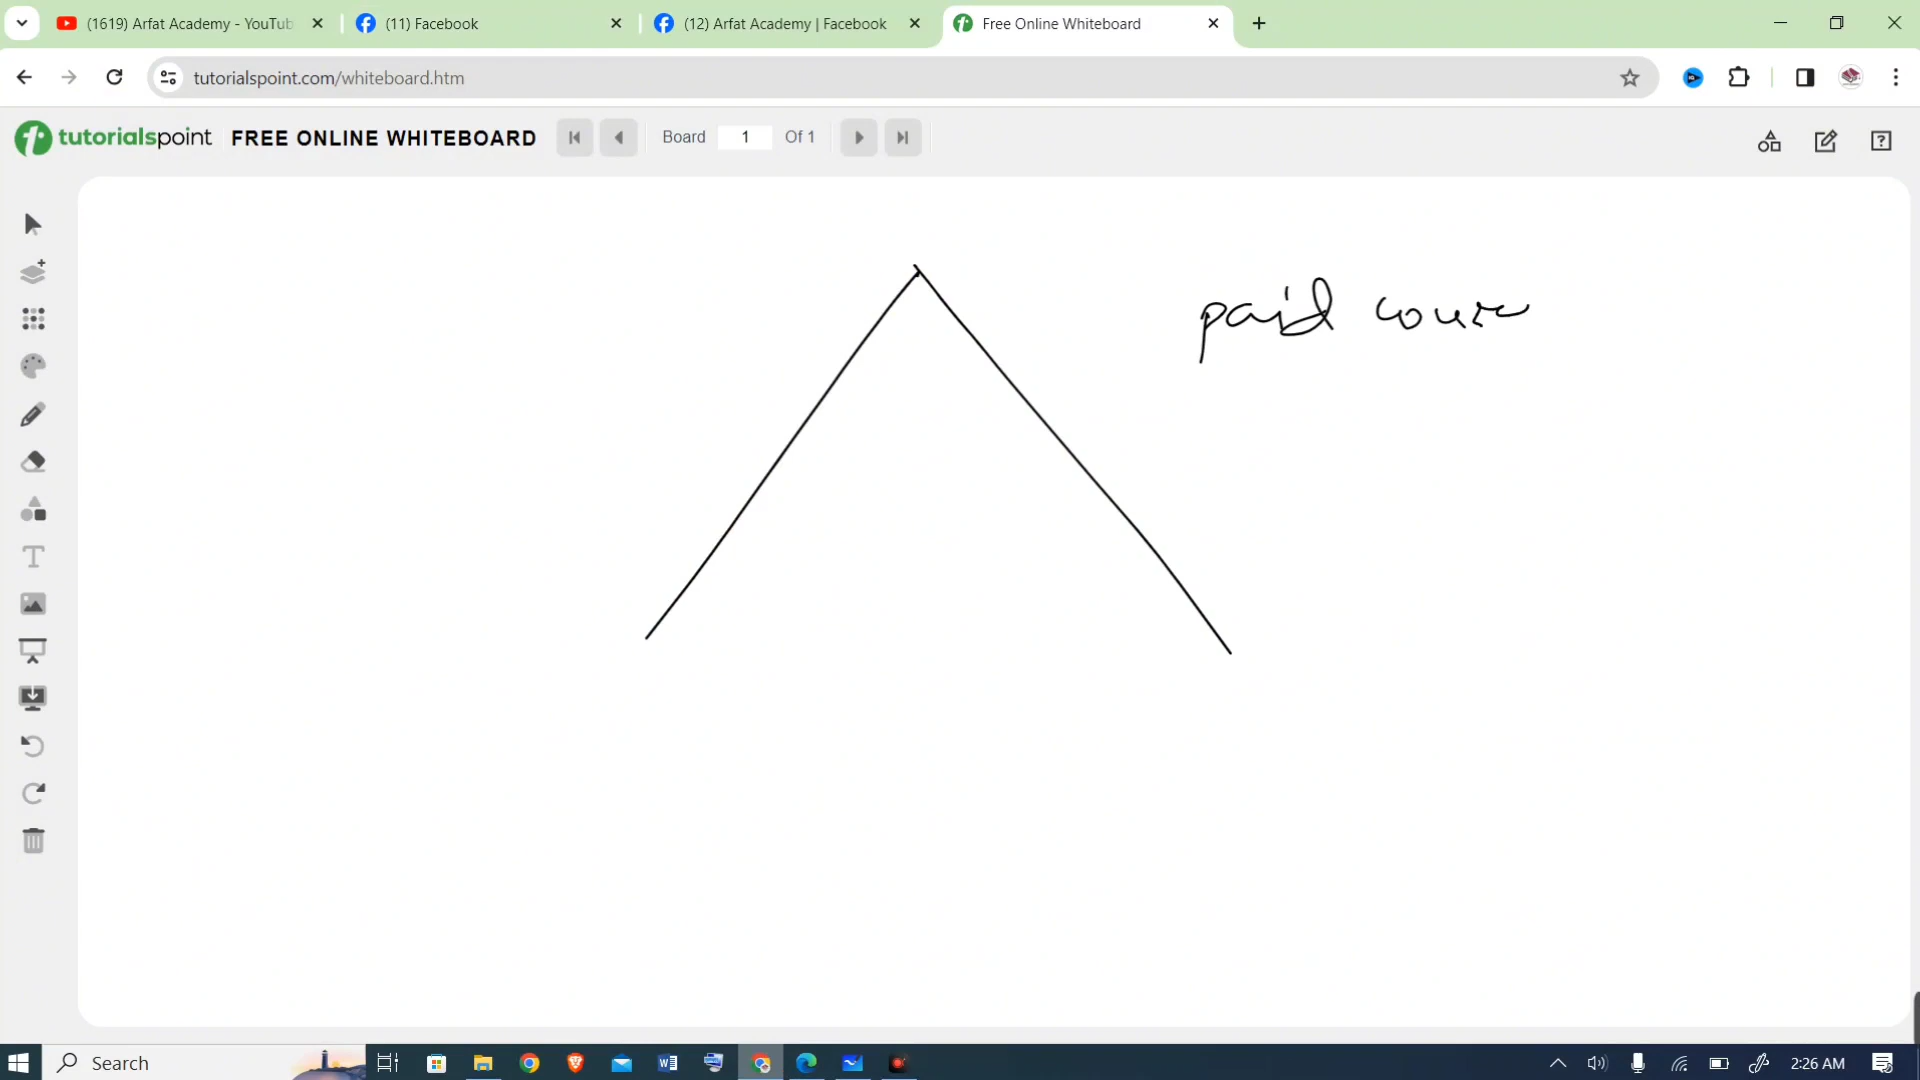 (1619) Arfat Academy - YouTub
(11) Facebook
(12) Arfat Academy | Facebook
Free Online Whiteboard
tutorialspoint.com/whiteboard.htm
tutorialspoint FREE ONLINE WHITEBOARD Board 1 Of 1
paid
Search
2:26 AM